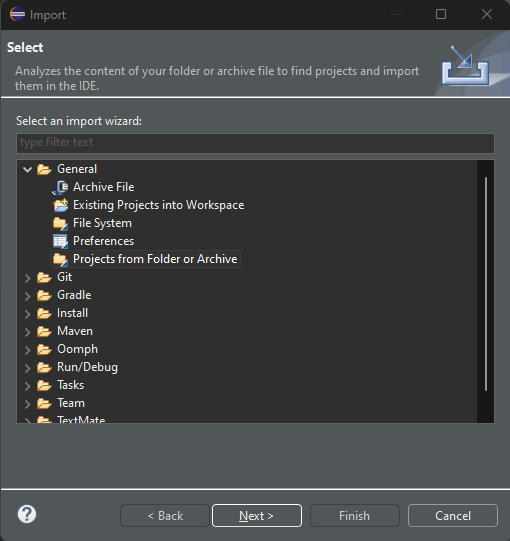 Import
Select
Analyzes the content of your folder or archive file to find projects and import
them in the IDE.
Select an import wizard:
type filter text
General
Archive File
Existing Projects into Workspace
File System
Preferences
Projects from Folder or Archive
Git
Gradle
Install
Maven
Oomph
Run/Debug
Tasks
Team
TextMate
?
< Back
Next >
Finish
Cancel